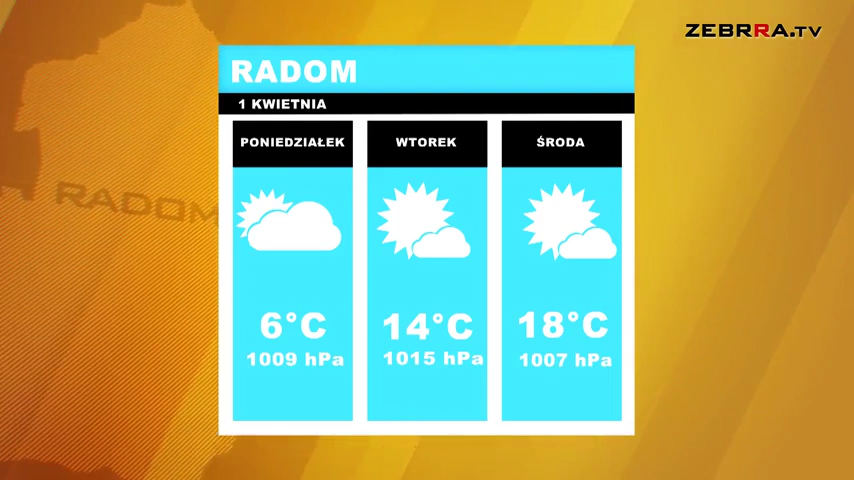 ZEBRRA.TV
RADOM
1 KWIETNIA
PONIEDZIAŁEK
WTOREK
ŚRODA
RADOM
6°C
14°C
18°C
1009 hPa
1015 hPa
1007 hPa